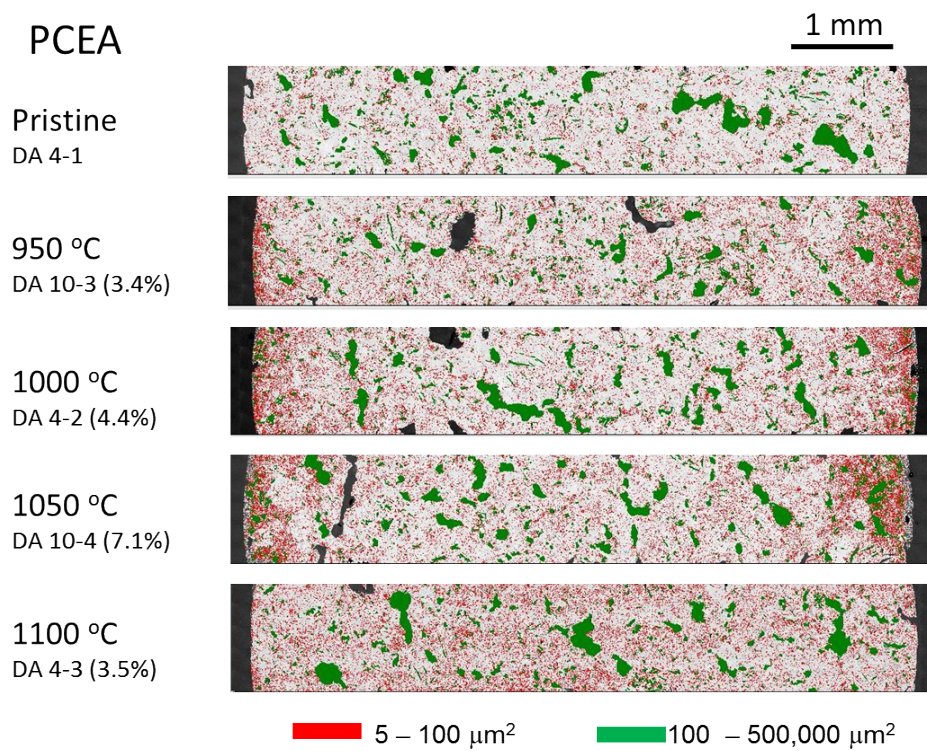 PCEA
1 mm
Pristine
DA 4-1
950 °C
DA 10-3 (3.4%)
1000 °C
DA 4-2 (4.4%)
1050 °C
DA 10-4 (7.1%)
1100 °C
DA 4-3 (3.5%)
5 – 100 μm²
100 – 500,000 μm²